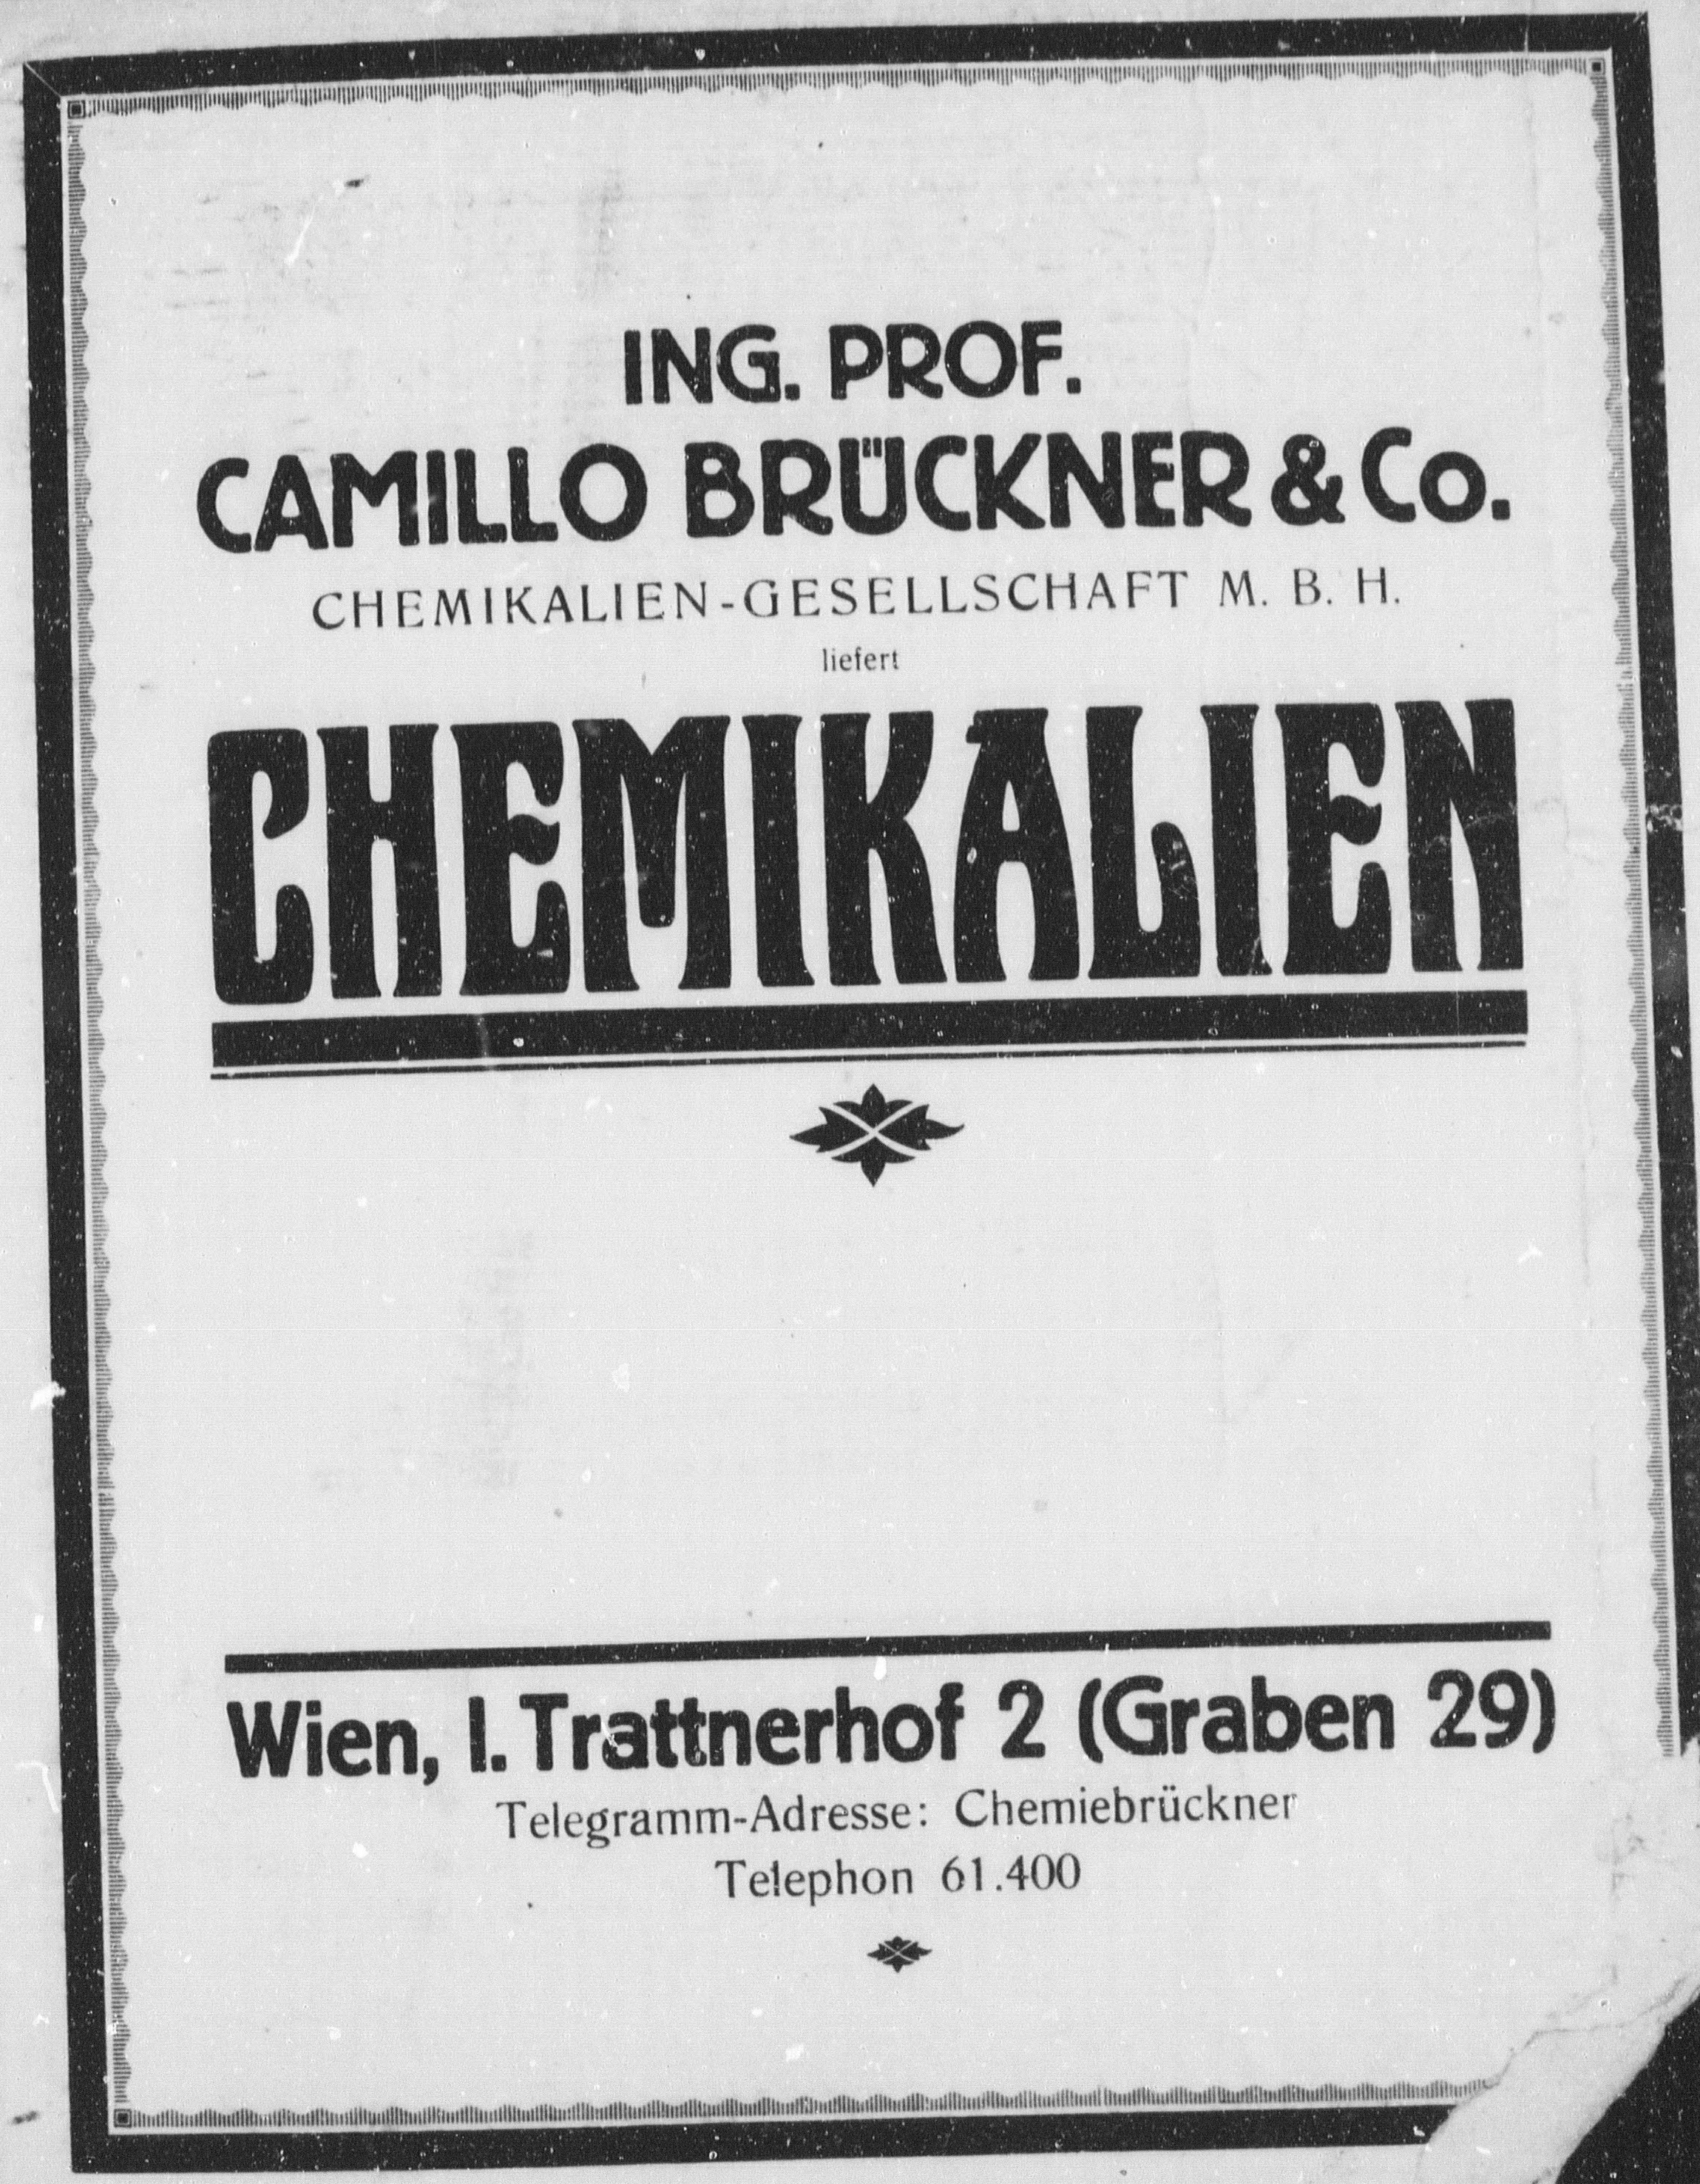 ING. PROF.
CAMILLO BRÜCKNER & Co.
CHEMIKALIEN-GESELLSCHAFT M. B. H.
liefert
CHEMIKALIEN
Wien, I. Trattnerhof 2 (Graben 29)
Telegramm-Adresse: Chemiebrückner
Telephon 61.400